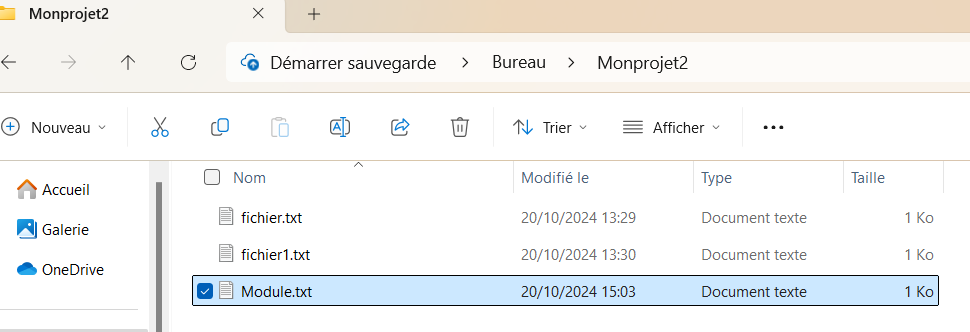 Monprojet2
Démarrer sauvegarde > Bureau > Monprojet2
Nouveau Trier Afficher
Nom Modifié le Type Taille
Accueil
Galerie
OneDrive
fichier.txt 20/10/2024 13:29 Document texte 1 Ko
fichier1.txt 20/10/2024 13:30 Document texte 1 Ko
Module.txt 20/10/2024 15:03 Document texte 1 Ko